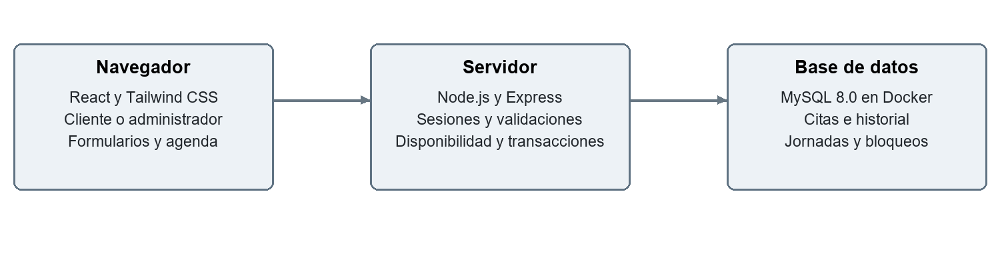 Navegador
React y Tailwind CSS
Cliente o administrador
Formularios y agenda
Servidor
Node.js y Express
Sesiones y validaciones
Disponibilidad y transacciones
Base de datos
MySQL 8.0 en Docker
Citas e historial
Jornadas y bloqueos